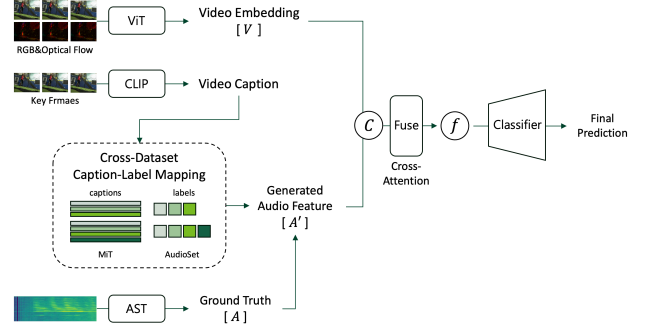 ViT
Video Embedding
[ V ]
RGB&Optical Flow
CLIP
Video Caption
Key Frmaes
C
Fuse
f
Classifier
Final
Prediction
Cross-
Attention
Cross-Dataset
Caption-Label Mapping
captions
labels
MiT
AudioSet
Generated
Audio Feature
[ A′ ]
AST
Ground Truth
[ A ]